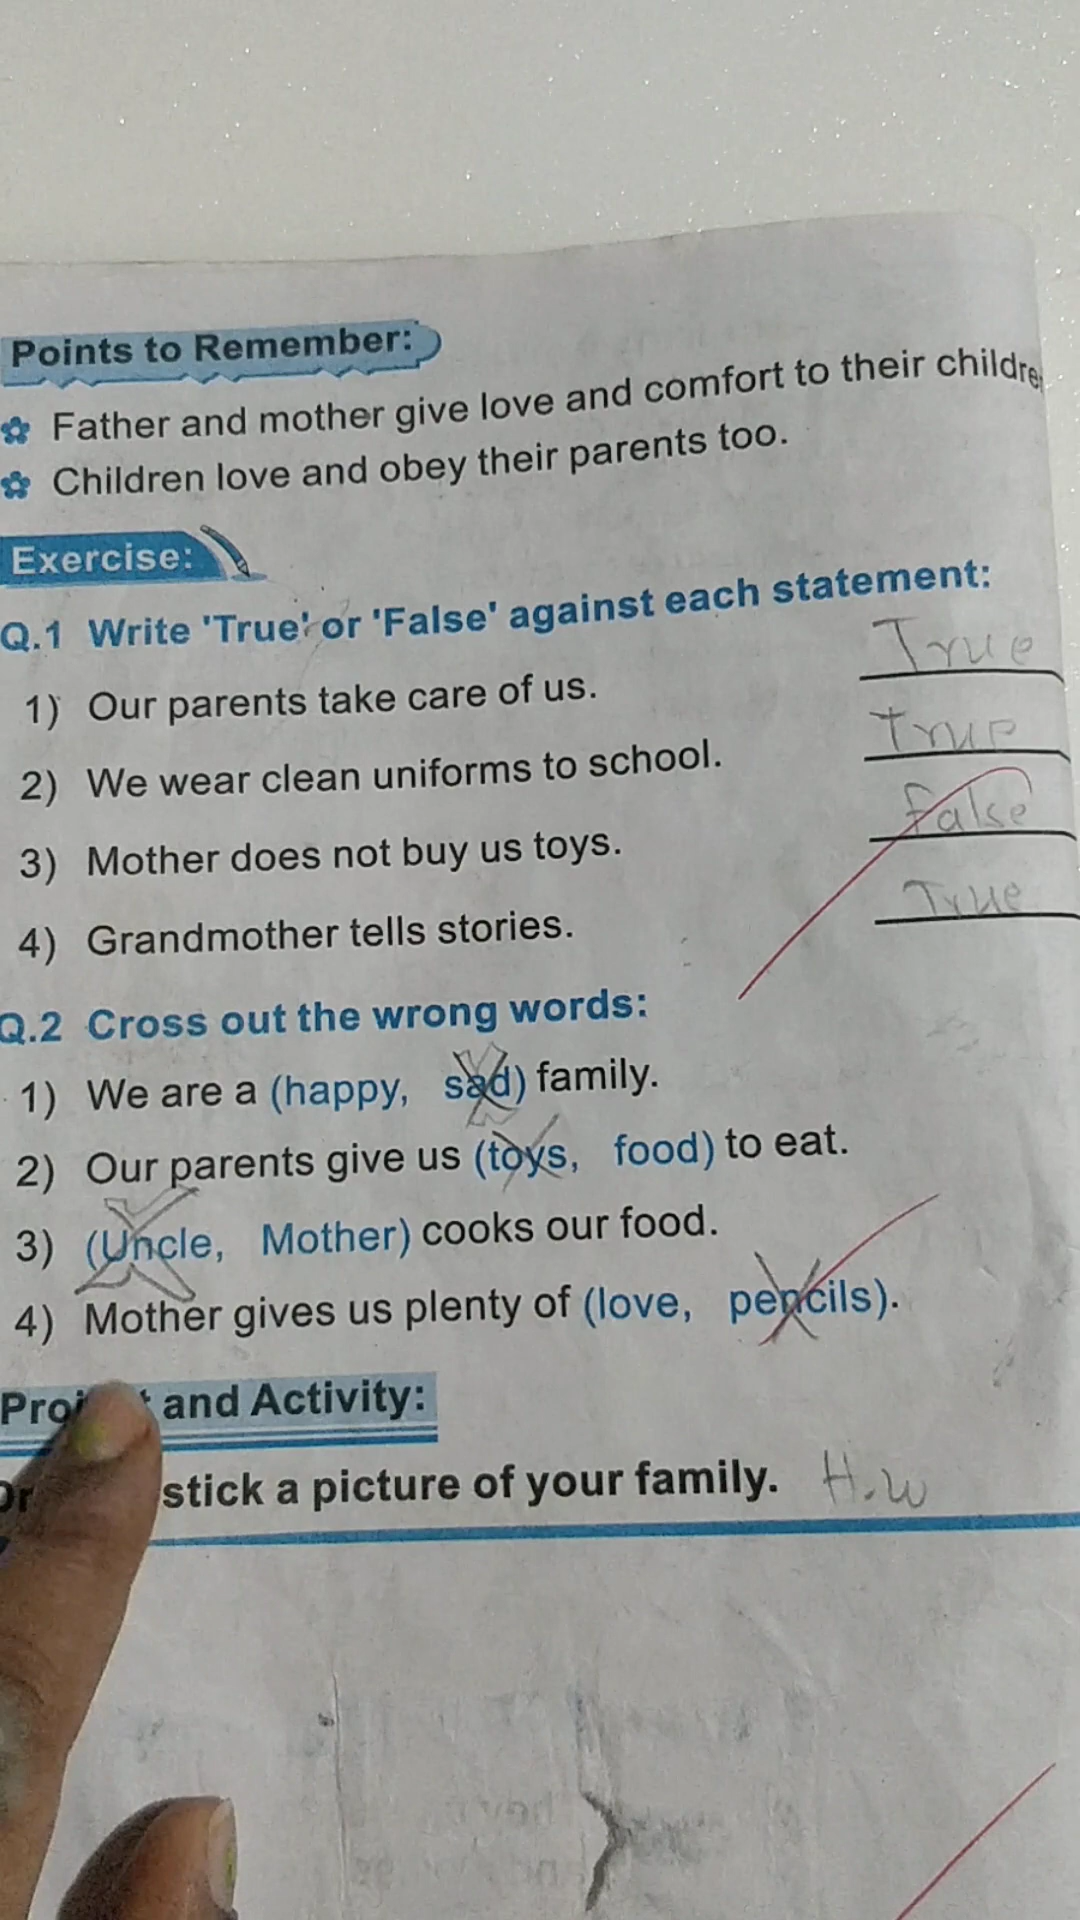 Points to Remember:
Father and mother give love and comfort to their childre
Children love and obey their parents too.
Exercise:
Q.1 Write 'True' or 'False' against each statement:
1) Our parents take care of us. True
2) We wear clean uniforms to school. True
3) Mother does not buy us toys. False
4) Grandmother tells stories. True
Q.2 Cross out the wrong words:
1) We are a (happy, sad) family.
2) Our parents give us (toys, food) to eat.
3) (Uncle, Mother) cooks our food.
4) Mother gives us plenty of (love, pencils).
and Activity:
stick a picture of your family. H.W